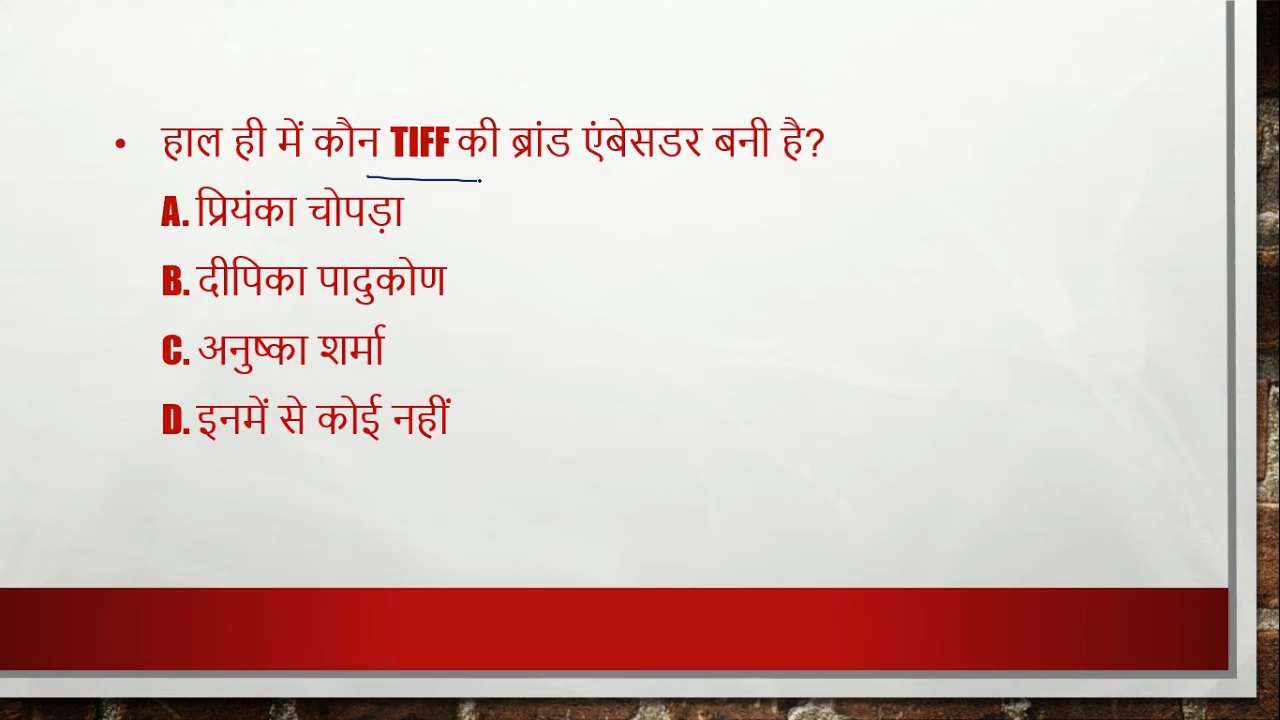 • हाल ही में कौन TIFF की ब्रांड एंबेसडर बनी है?
A. प्रियंका चोपड़ा
B. दीपिका पादुकोण
C. अनुष्का शर्मा
D. इनमें से कोई नहीं